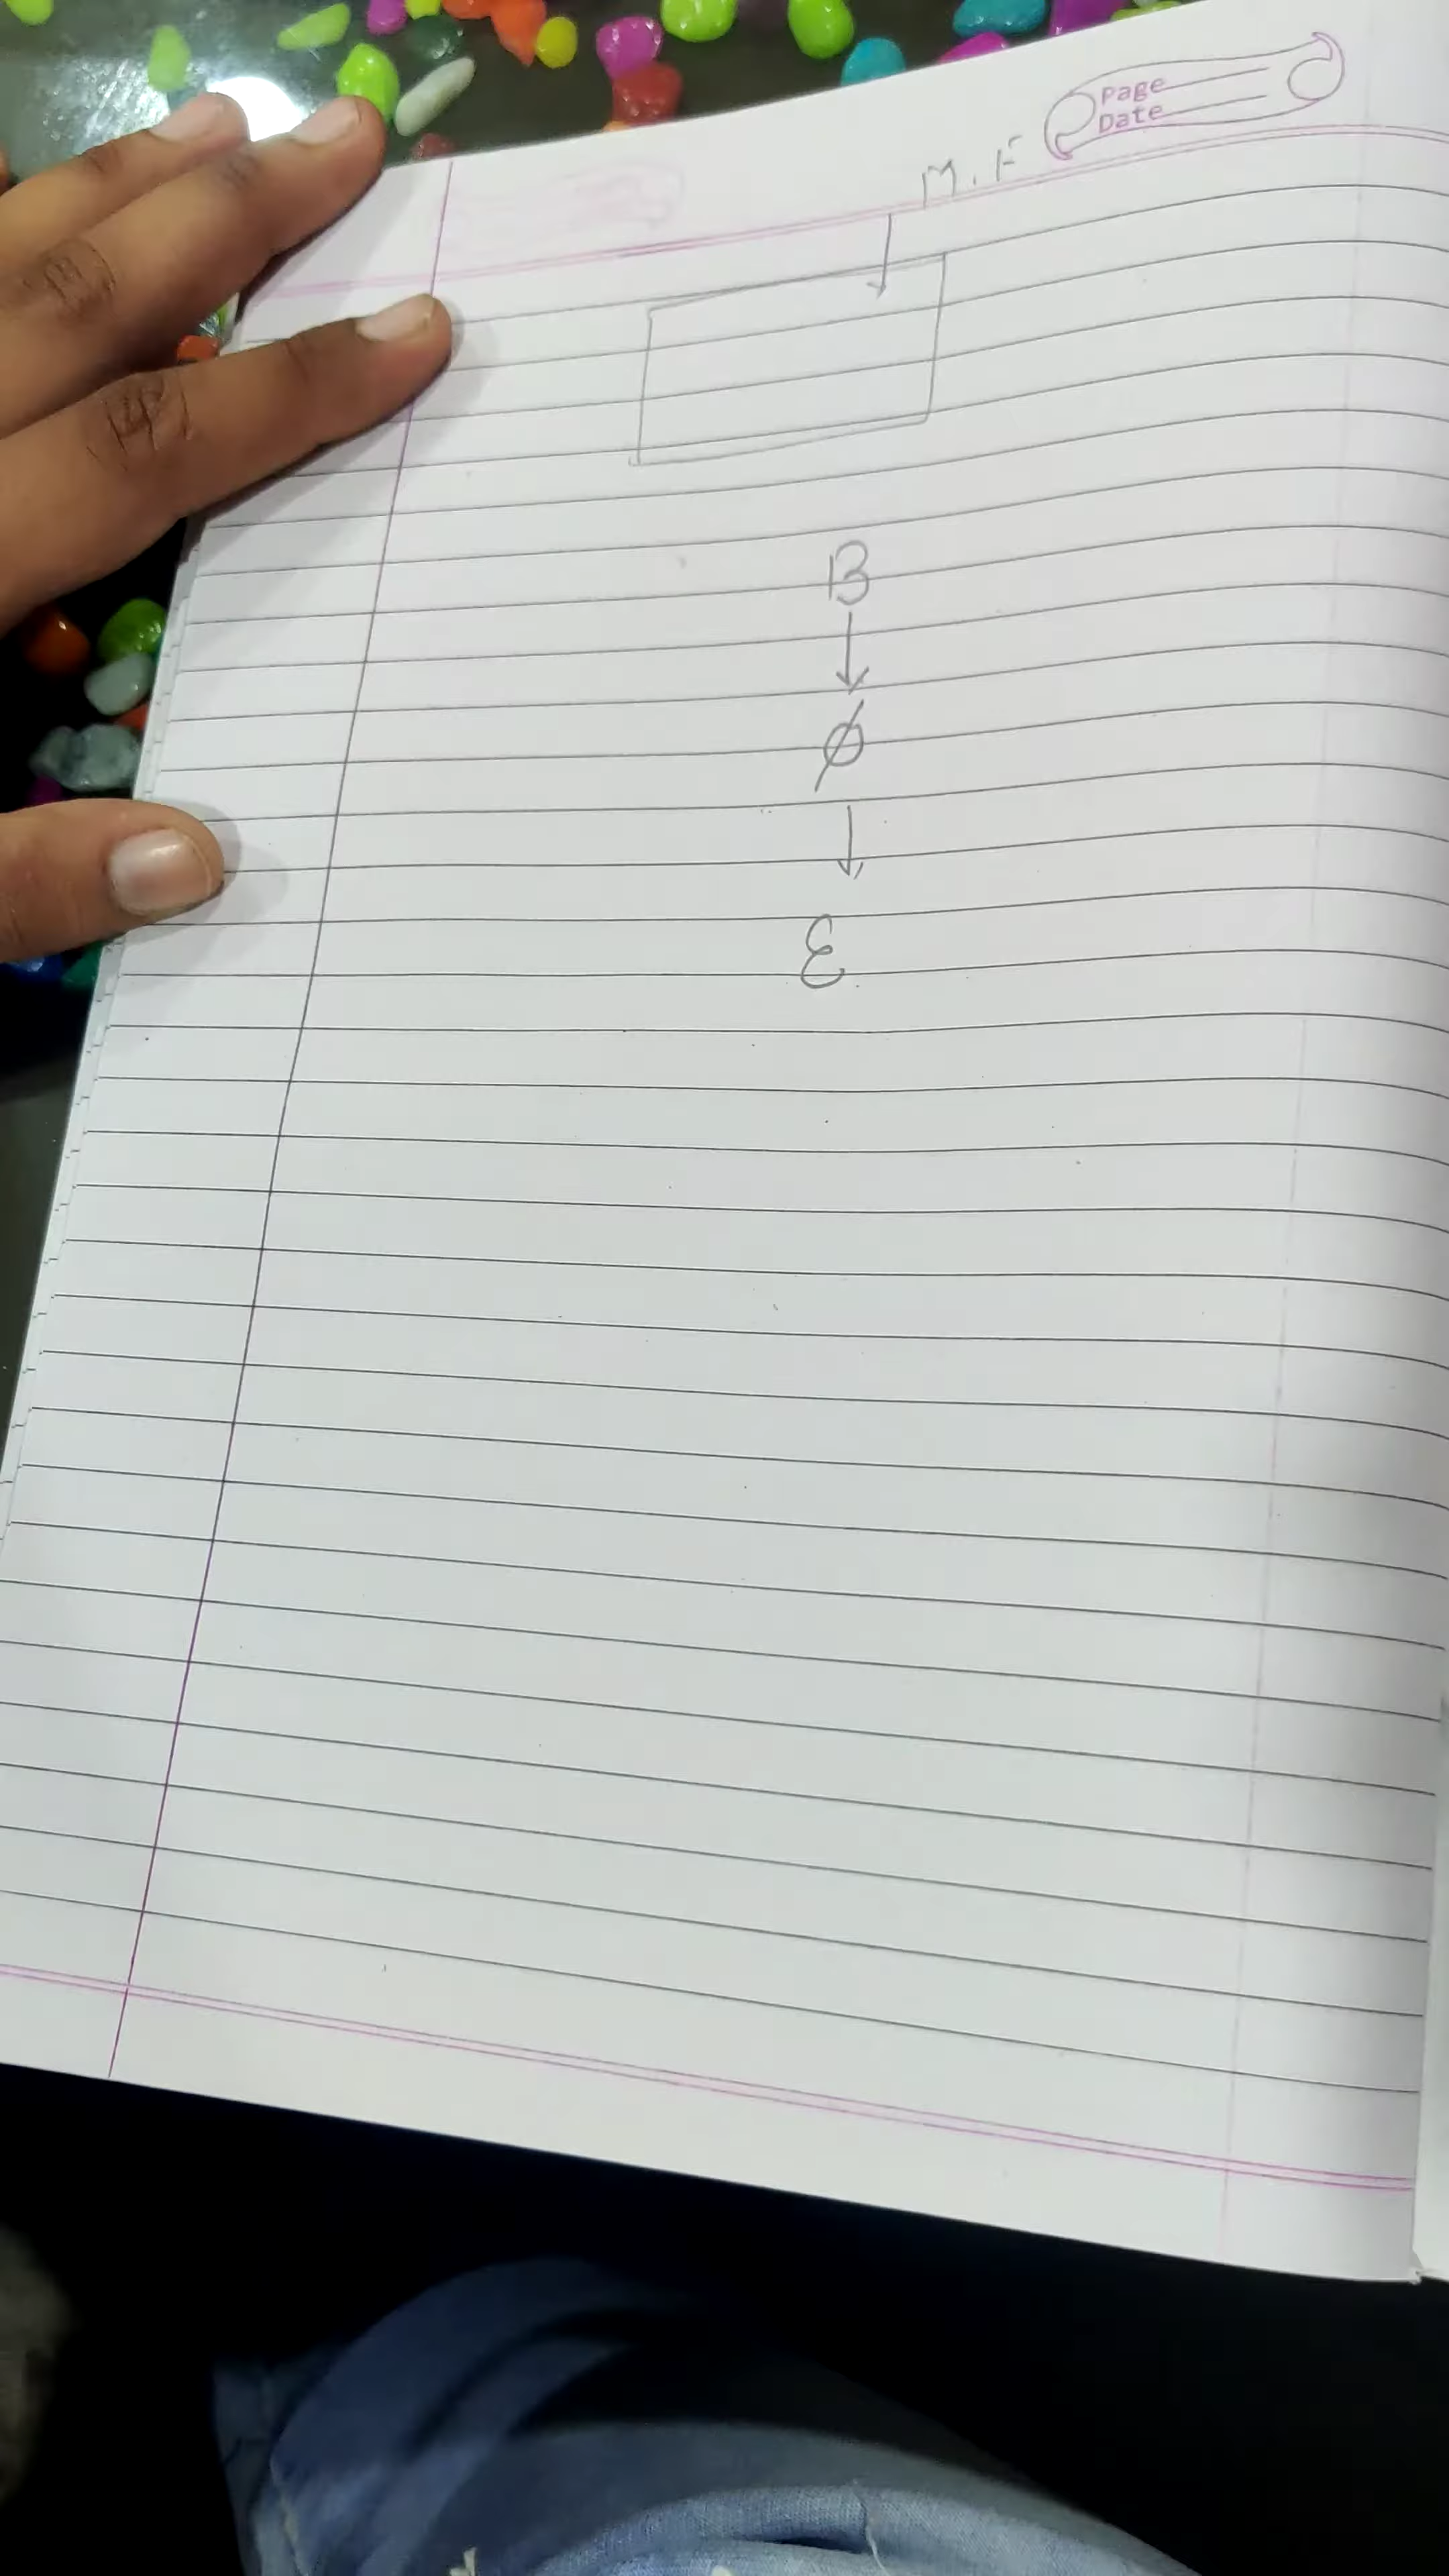 Page
Date
M.F
B
↓
ϕ
↓
ε